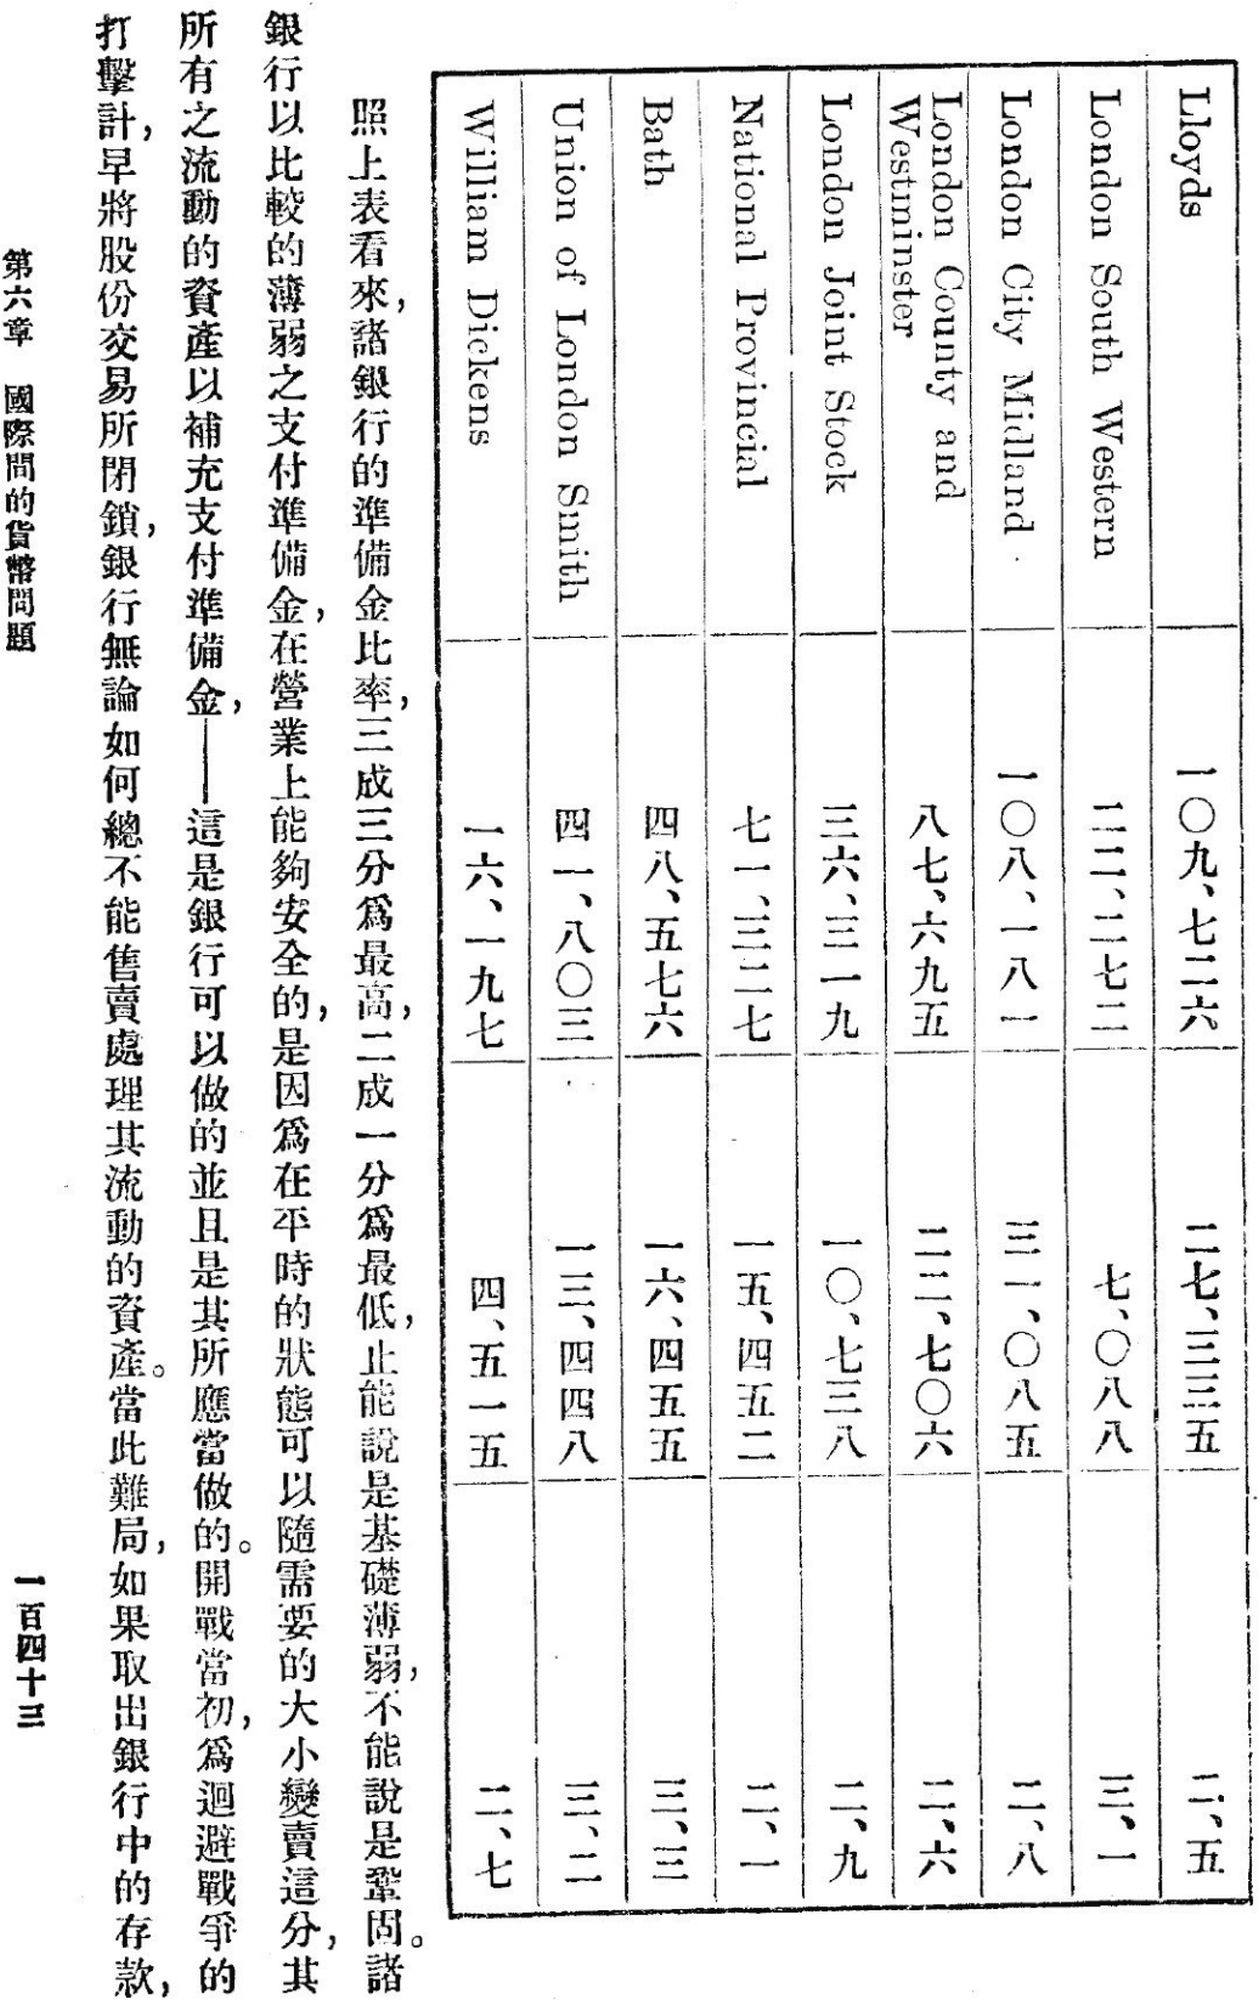 Lloyds 一〇九、七二六 二七、三三五 二、五
London South Western 二二、二七二 七、〇八八 三、一
London City Midland 一〇八、一八一 三一、〇八五 二、八
London County and
Westminster 八七、六九五 二二、七〇六 二、六
London Joint Stock 三六、三一九 一〇、七三八 二、九
National Provincial 七一、三二七 一五、四五二 二、一
Bath 四八、五七六 一六、四五五 三、三
Union of London Smith 四一、八〇三 一三、四四八 三、二
William Dickens 一六、一九七 四、五一五 二、七
照上表看來，諸銀行的準備金比率，三成三分爲最高，二成一分爲最低，止能說是基礎薄弱，不能說是鞏固。諸
銀行以比較的薄弱之支付準備金，在營業上能夠安全的，是因爲在平時的狀態可以隨需要的大小變賣這分，其
所有之流動的資產以補充支付準備金，——這是銀行可以做的並且是其所應當做的。開戰當初，爲迴避戰爭的
打擊計，早將股份交易所閉鎖，銀行無論如何總不能售賣處理其流動的資產。當此難局，如果取出銀行中的存款，
第六章 國際間的貨幣問題
一百四十三